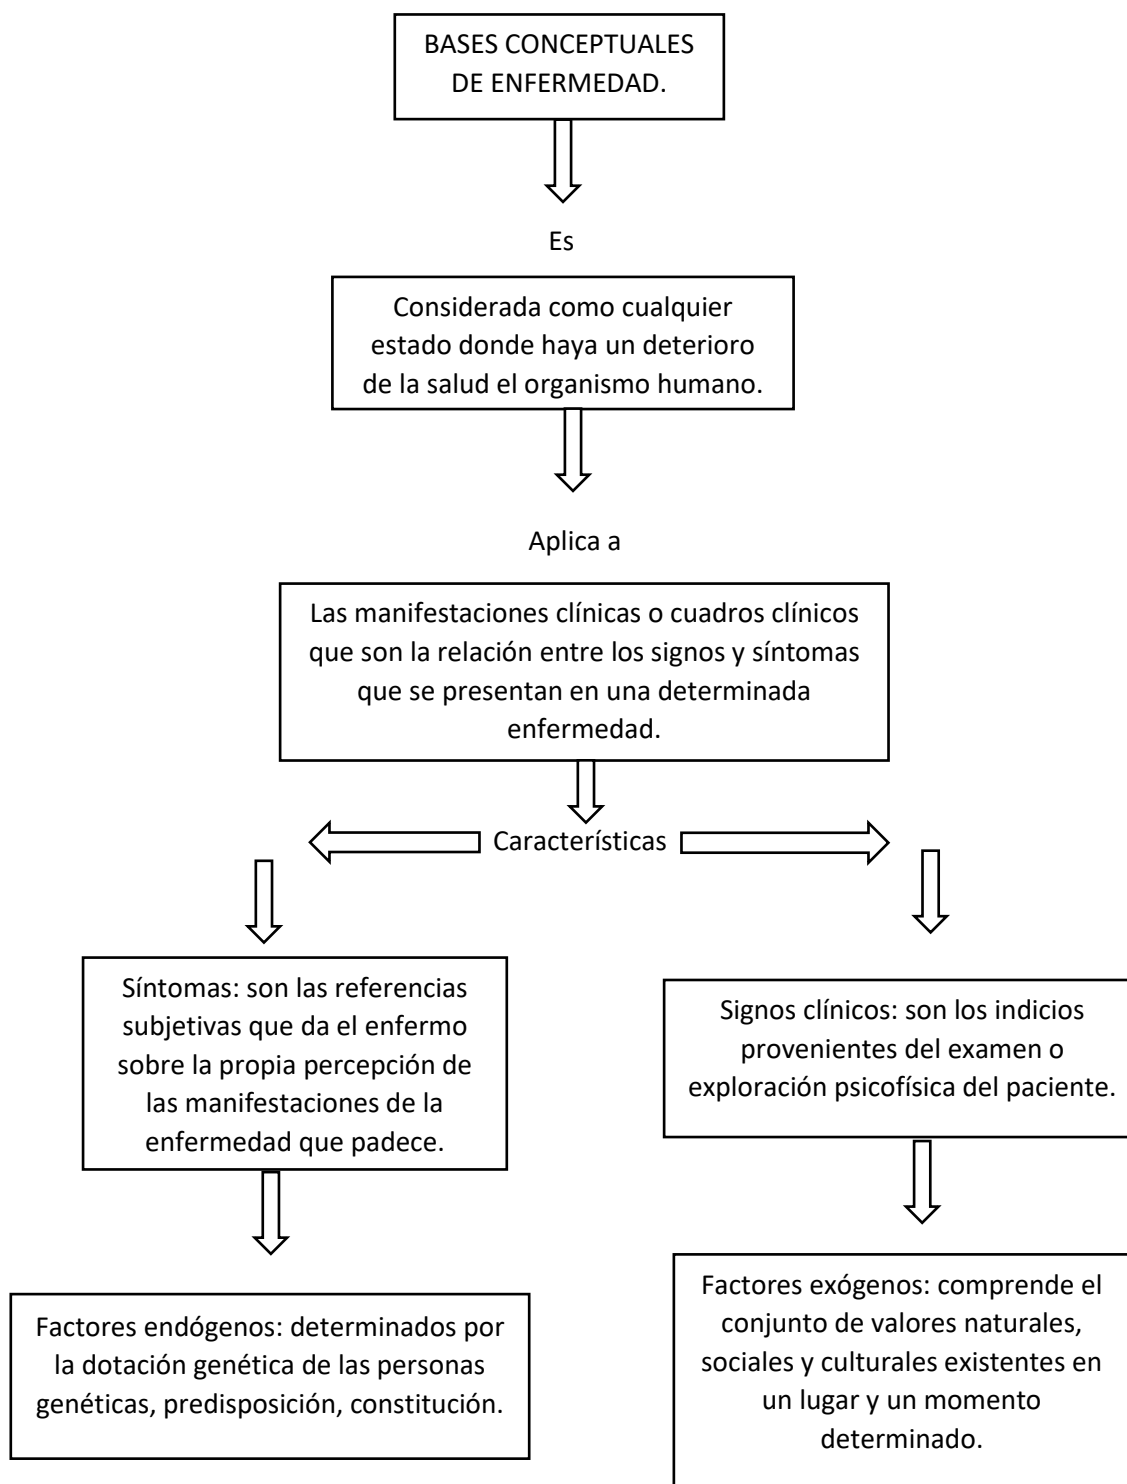 BASES CONCEPTUALES
DE ENFERMEDAD.
Es
Considerada como cualquier
estado donde haya un deterioro
de la salud el organismo humano.
Aplica a
Las manifestaciones clínicas o cuadros clínicos
que son la relación entre los signos y síntomas
que se presentan en una determinada
enfermedad.
Características
Síntomas: son las referencias
subjetivas que da el enfermo
sobre la propia percepción de
las manifestaciones de la
enfermedad que padece.
Signos clínicos: son los indicios
provenientes del examen o
exploración psicofísica del paciente.
Factores endógenos: determinados por
la dotación genética de las personas
genéticas, predisposición, constitución.
Factores exógenos: comprende el
conjunto de valores naturales,
sociales y culturales existentes en
un lugar y un momento
determinado.